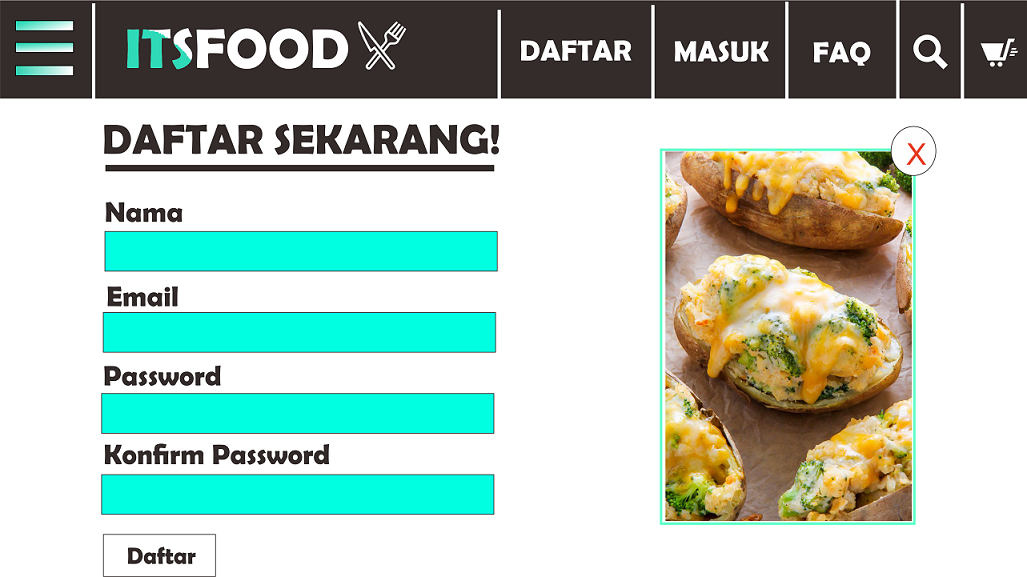 ITSFOOD
DAFTAR
MASUK
FAQ
DAFTAR SEKARANG!
X
Nama
Email
Password
Konfirm Password
Daftar